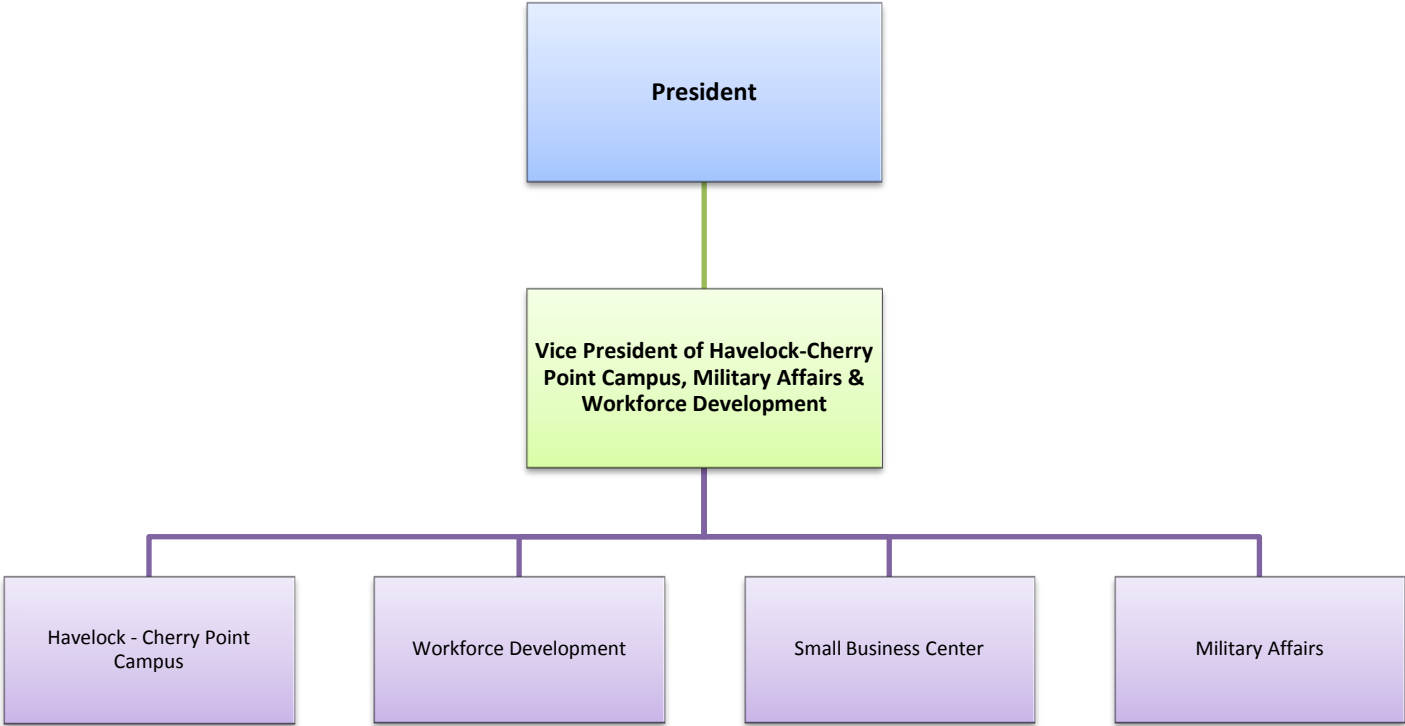 President
Vice President of Havelock-Cherry
Point Campus, Military Affairs &
Workforce Development
Havelock - Cherry Point
Campus
Workforce Development
Small Business Center
Military Affairs